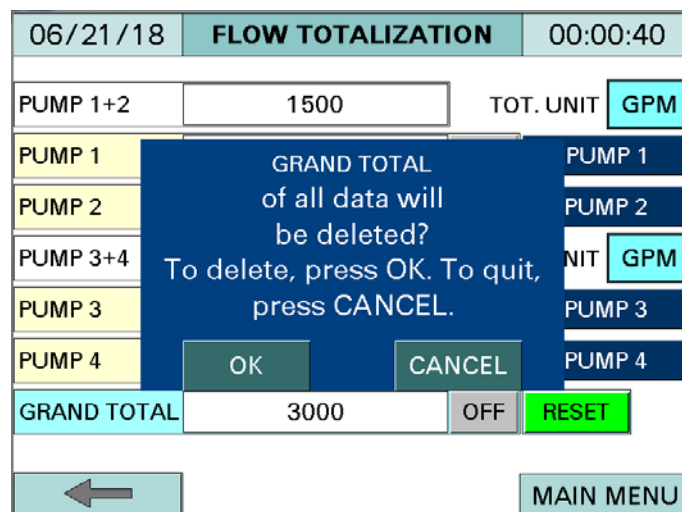 06/21/18 FLOW TOTALIZATION 00:00:40
PUMP 1+2 1500 TOT. UNIT GPM
PUMP 1 PUMP 1
PUMP 2 PUMP 2
PUMP 3+4 NIT GPM
PUMP 3 PUMP 3
PUMP 4 PUMP 4
GRAND TOTAL
of all data will
be deleted?
To delete, press OK. To quit,
press CANCEL.
OK CANCEL
GRAND TOTAL 3000 OFF RESET
MAIN MENU